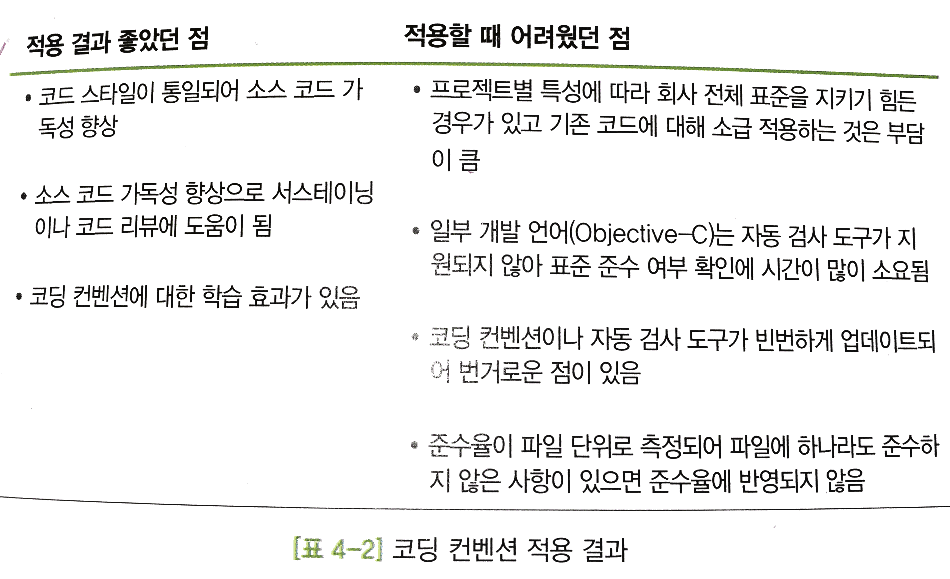 적용 결과 좋았던 점
• 코드 스타일이 통일되어 소스 코드 가
독성 향상
• 소스 코드 가독성 향상으로 서스테이닝
이나 코드 리뷰에 도움이 됨
• 코딩 컨벤션에 대한 학습 효과가 있음
적용할 때 어려웠던 점
• 프로젝트별 특성에 따라 회사 전체 표준을 지키기 힘든
경우가 있고 기존 코드에 대해 소급 적용하는 것은 부담
이 큼
• 일부 개발 언어(Objective-C)는 자동 검사 도구가 지
원되지 않아 표준 준수 여부 확인에 시간이 많이 소요됨
• 코딩 컨벤션이나 자동 검사 도구가 빈번하게 업데이트되
어 번거로운 점이 있음
• 준수율이 파일 단위로 측정되어 파일에 하나라도 준수하
지 않은 사항이 있으면 준수율에 반영되지 않음
[표 4-2] 코딩 컨벤션 적용 결과